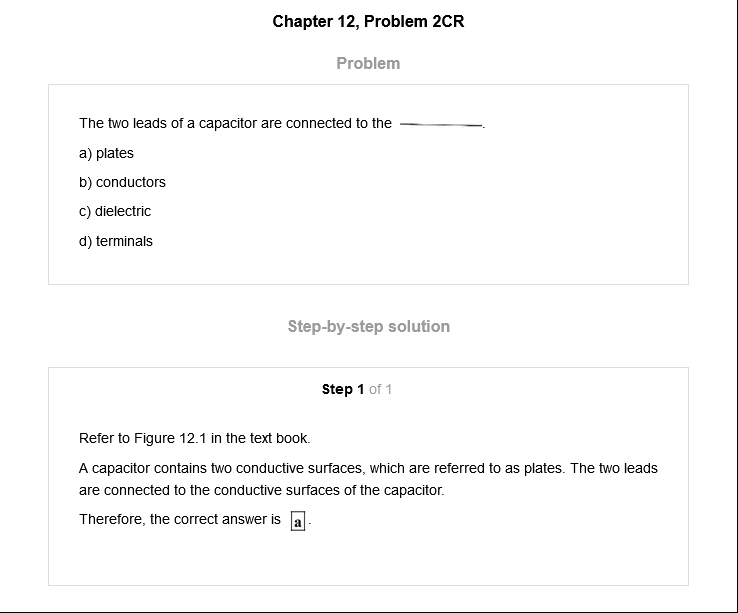 Chapter 12, Problem 2CR
Problem
The two leads of a capacitor are connected to the ________.
a) plates
b) conductors
c) dielectric
d) terminals
Step-by-step solution
Step 1 of 1
Refer to Figure 12.1 in the text book.
A capacitor contains two conductive surfaces, which are referred to as plates. The two leads
are connected to the conductive surfaces of the capacitor.
Therefore, the correct answer is a.